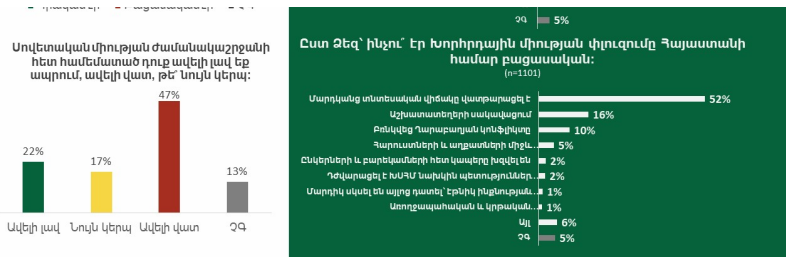 ՉԳ
ՉԳ 5%
Սովետական միության ժամանակաշրջանի
հետ համեմատած դուք ավելի լավ եք
ապրում, ավելի վատ, թե՞ նույն կերպ:
22%
17%
47%
13%
Ավելի լավ Նույն կերպ Ավելի վատ ՉԳ
Ըստ Ձեզ՝ ինչու՞ էր Խորհրդային միության փլուզումը Հայաստանի
համար բացասական:
(n=1101)
Մարդկանց տնտեսական վիճակը վատթարացել է 52%
Աշխատատեղերի սակավացում 16%
Բռնկվեց Ղարաբաղյան կոնֆլիկտը 10%
Հարուստների և աղքատների միջև... 5%
Ընկերների և բարեկամների հետ կապերը խզվել են 2%
Դժվարացել է ԽՍՀՄ նախկին պետություններ... 2%
Մարդիկ սկսել են այլոց դատել՝ էթնիկ ինքնության... 1%
Առողջապահական և կրթական... 1%
Այլ 6%
ՉԳ 5%